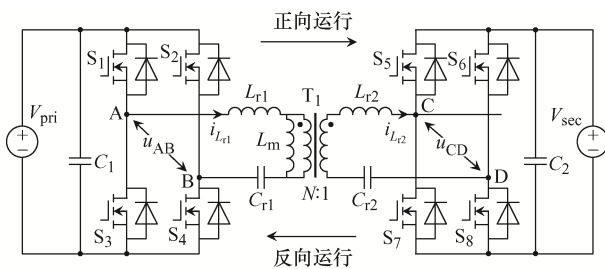 正向运行
S1 S2 S5 S6
Lr1 T1 Lr2
A C
Vpri iLr1 Lm iLr2 Vsec
uAB uCD
C1 B D C2
Cr1 N:1 Cr2
S3 S4 S7 S8
反向运行